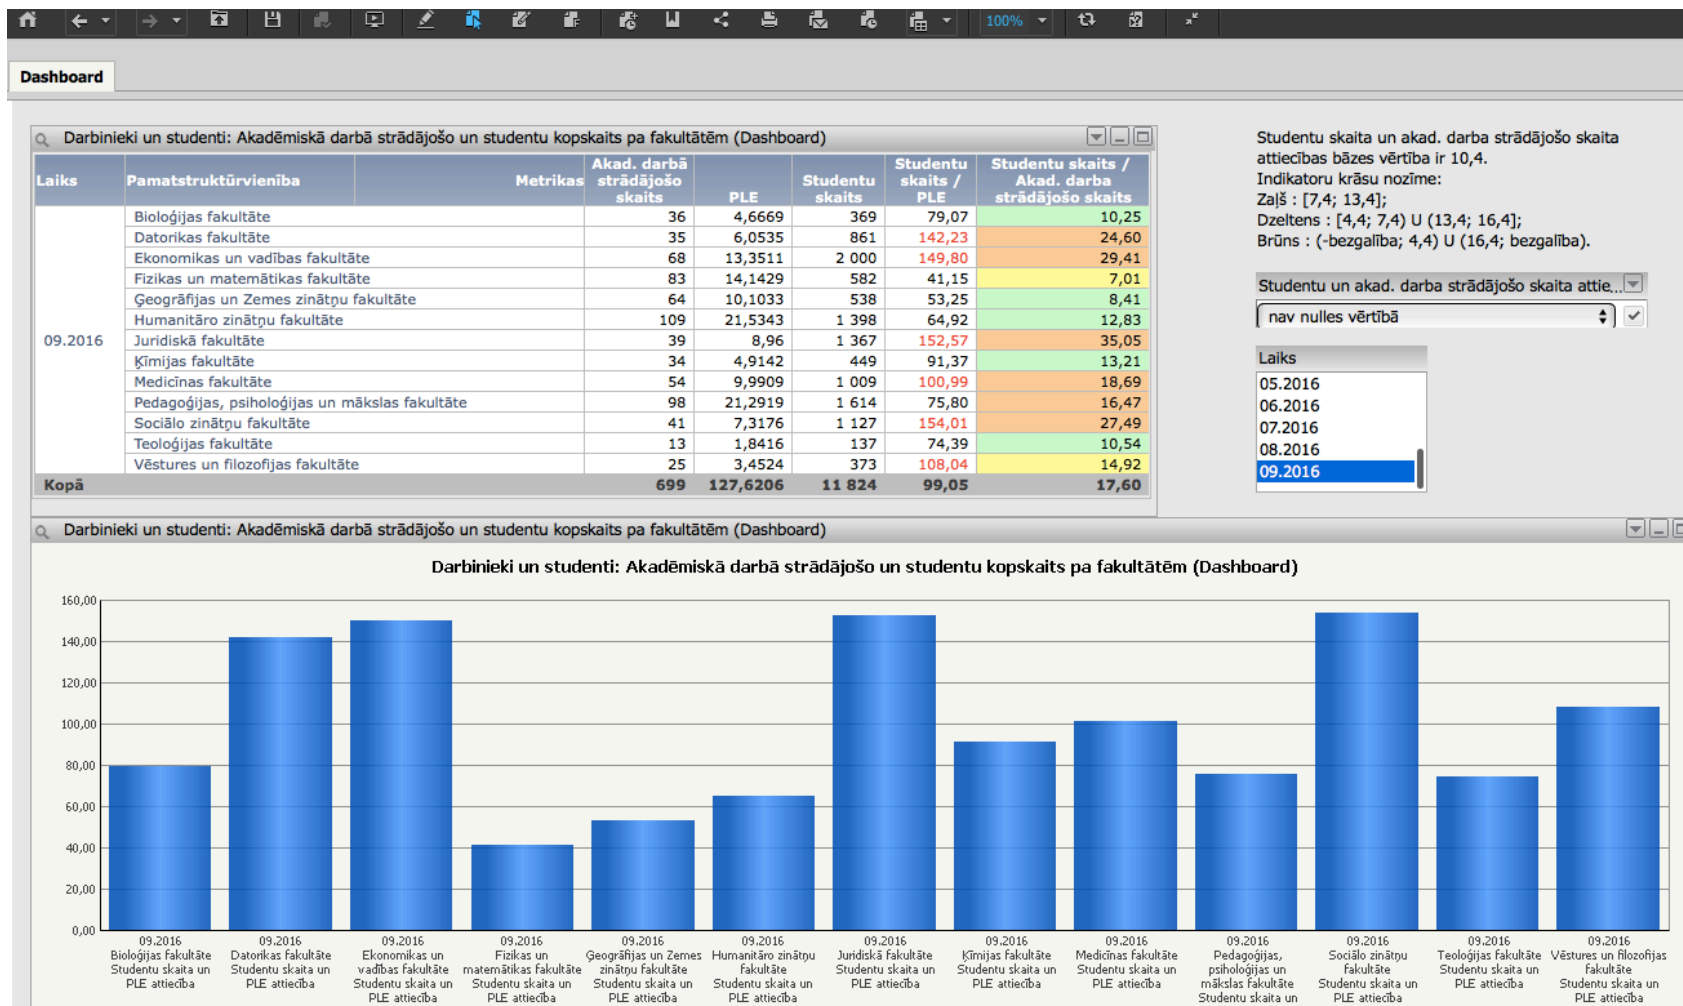 100%
Dashboard
Darbinieki un studenti: Akadēmiskā darbā strādājošo un studentu kopskaits pa fakultātēm (Dashboard)
Laiks Pamatstruktūrvienība Metrikas Akad. darbā strādājošo skaits PLE Studentu skaits Studentu skaits / PLE Studentu skaits / Akad. darba strādājošo skaits
09.2016
Bioloģijas fakultāte 36 4,6669 369 79,07 10,25
Datorikas fakultāte 35 6,0535 861 142,23 24,60
Ekonomikas un vadības fakultāte 68 13,3511 2 000 149,80 29,41
Fizikas un matemātikas fakultāte 83 14,1429 582 41,15 7,01
Ģeogrāfijas un Zemes zinātņu fakultāte 64 10,1033 538 53,25 8,41
Humanitāro zinātņu fakultāte 109 21,5343 1 398 64,92 12,83
Juridiskā fakultāte 39 8,96 1 367 152,57 35,05
Ķīmijas fakultāte 34 4,9142 449 91,37 13,21
Medicīnas fakultāte 54 9,9909 1 009 100,99 18,69
Pedagoģijas, psiholoģijas un mākslas fakultāte 98 21,2919 1 614 75,80 16,47
Sociālo zinātņu fakultāte 41 7,3176 1 127 154,01 27,49
Teoloģijas fakultāte 13 1,8416 137 74,39 10,54
Vēstures un filozofijas fakultāte 25 3,4524 373 108,04 14,92
Kopā 699 127,6206 11 824 99,05 17,60
Studentu skaita un akad. darba strādājošo skaita
attiecības bāzes vērtība ir 10,4.
Indikatoru krāsu nozīme:
Zaļš : [7,4; 13,4];
Dzeltens : [4,4; 7,4) U (13,4; 16,4];
Brūns : (-bezgalība; 4,4) U (16,4; bezgalība).
Studentu un akad. darba strādājošo skaita attie...
nav nulles vērtībā
Laiks
05.2016
06.2016
07.2016
08.2016
09.2016
Darbinieki un studenti: Akadēmiskā darbā strādājošo un studentu kopskaits pa fakultātēm (Dashboard)
Darbinieki un studenti: Akadēmiskā darbā strādājošo un studentu kopskaits pa fakultātēm (Dashboard)
160,00
140,00
120,00
100,00
80,00
60,00
40,00
20,00
0,00
09.2016
Bioloģijas fakultāte
Studentu skaita un
PLE attiecība
09.2016
Datorikas fakultāte
Studentu skaita un
PLE attiecība
09.2016
Ekonomikas un
vadības fakultāte
Studentu skaita un
PLE attiecība
09.2016
Fizikas un
matemātikas fakultāte
Studentu skaita un
PLE attiecība
09.2016
Ģeogrāfijas un Zemes
zinātņu fakultāte
Studentu skaita un
PLE attiecība
09.2016
Humanitāro zinātņu
fakultāte
Studentu skaita un
PLE attiecība
09.2016
Juridiskā fakultāte
Studentu skaita un
PLE attiecība
09.2016
Ķīmijas fakultāte
Studentu skaita un
PLE attiecība
09.2016
Medicīnas fakultāte
Studentu skaita un
PLE attiecība
09.2016
Pedagoģijas,
psiholoģijas un
mākslas fakultāte
Studentu skaita un
09.2016
Sociālo zinātņu
fakultāte
Studentu skaita un
PLE attiecība
09.2016
Teoloģijas fakultāte
Studentu skaita un
PLE attiecība
09.2016
Vēstures un filozofijas
fakultāte
Studentu skaita un
PLE attiecība